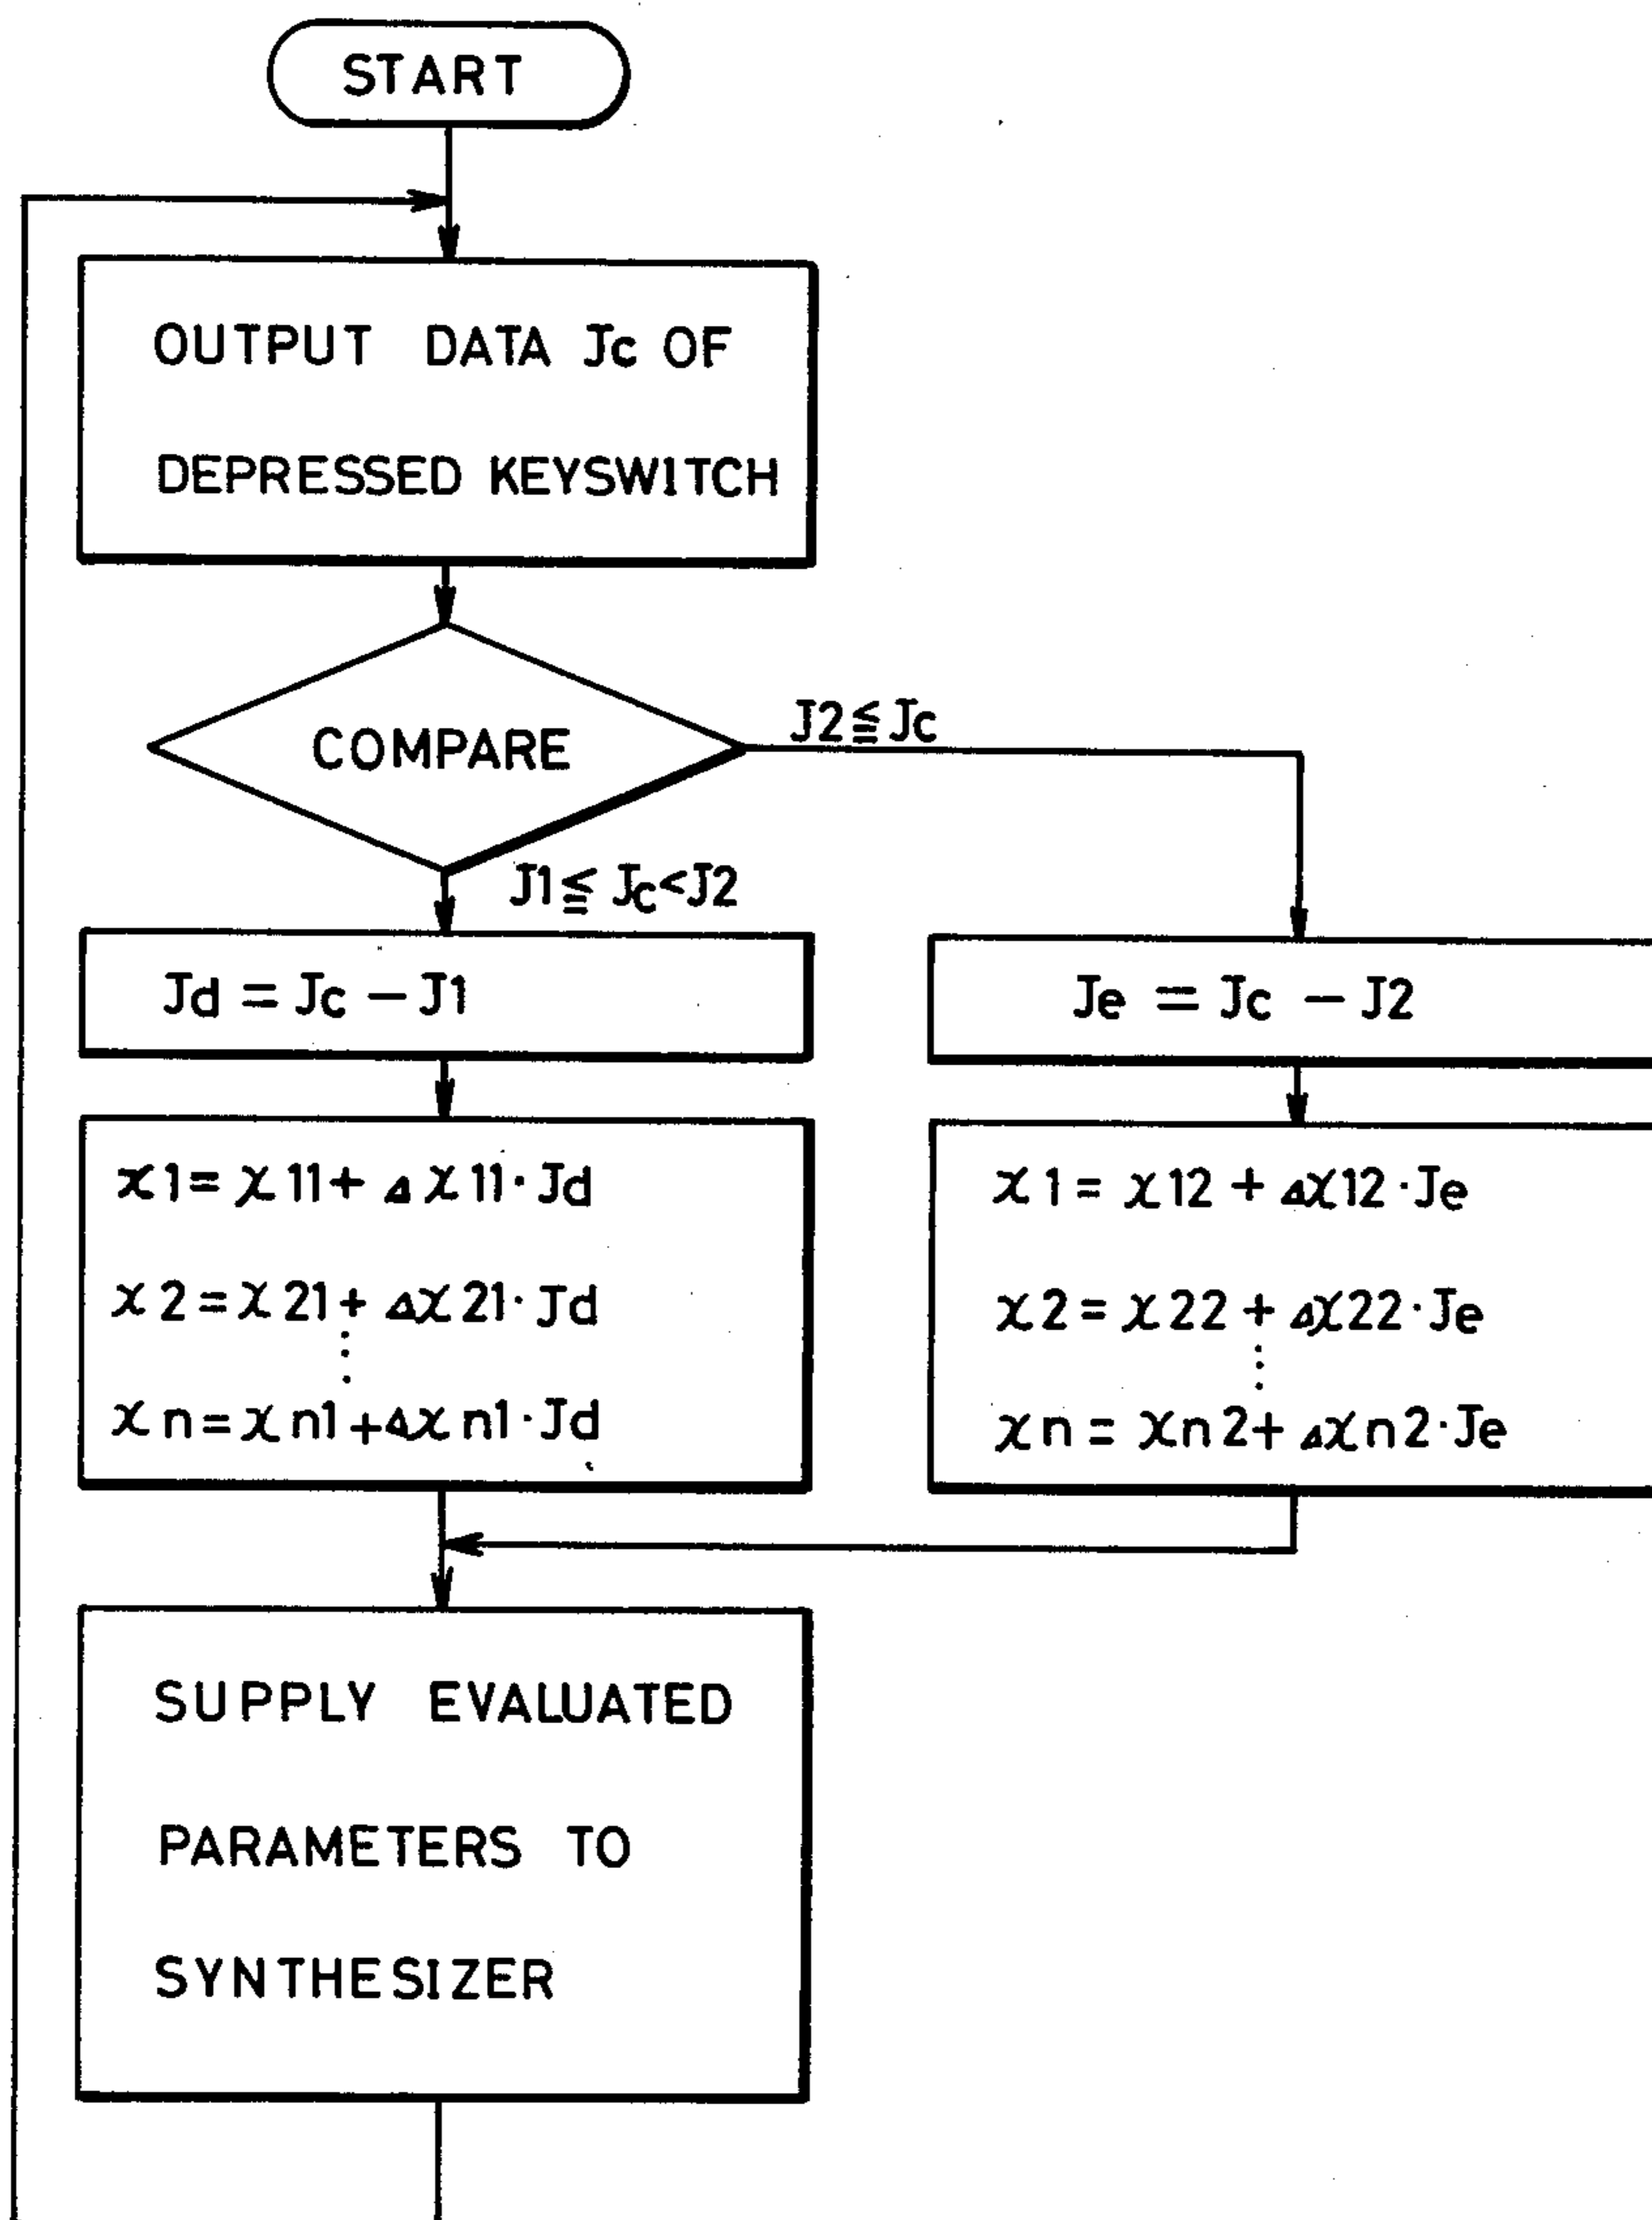 START
OUTPUT DATA Jc OF
DEPRESSED KEYSWITCH
COMPARE
J2≦Jc
J1≦Jc<J2
Jd=Jc−J1
Je=Jc−J2
x1=x11+Δx11·Jd
x2=x21+Δx21·Jd
⋮
xn=xn1+Δxn1·Jd
x1=x12+Δx12·Je
x2=x22+Δx22·Je
⋮
xn=xn2+Δxn2·Je
SUPPLY EVALUATED
PARAMETERS TO
SYNTHESIZER